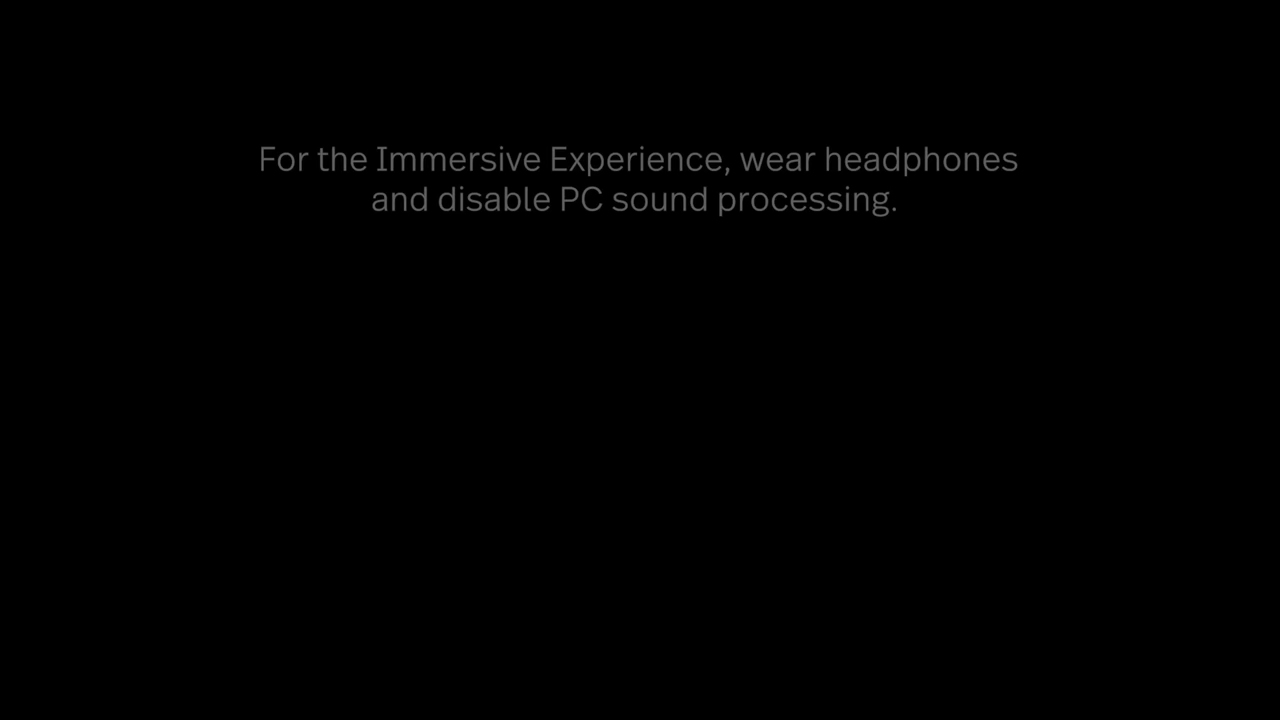 For the Immersive Experience, wear headphones
and disable PC sound processing.